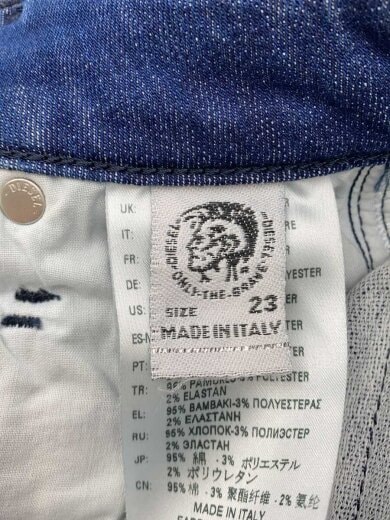 DIESEL
UK:
IT:
FR:
DE:
US:
PT:
DIESEL
DIESEL
ONLY-THE-BRAVE
SIZE 23
MADE IN ITALY
TR:
2% ELASTAN
EL: 95% ΒΑΜΒΑΚΙ-3% ΠΟΛΥΕΣΤΕΡΑΣ
2% ΕΛΑΣΤΑΝΗ
RU: 95% ХЛОПОК-3% ПОЛИЭСТЕР
2% ЭЛАСТАН
JP: 95% 綿 - 3% ポリエステル
2% ポリウレタン
CN: 95% 棉 - 3% 聚酯纤维 - 2% 氨纶
MADE IN ITALY